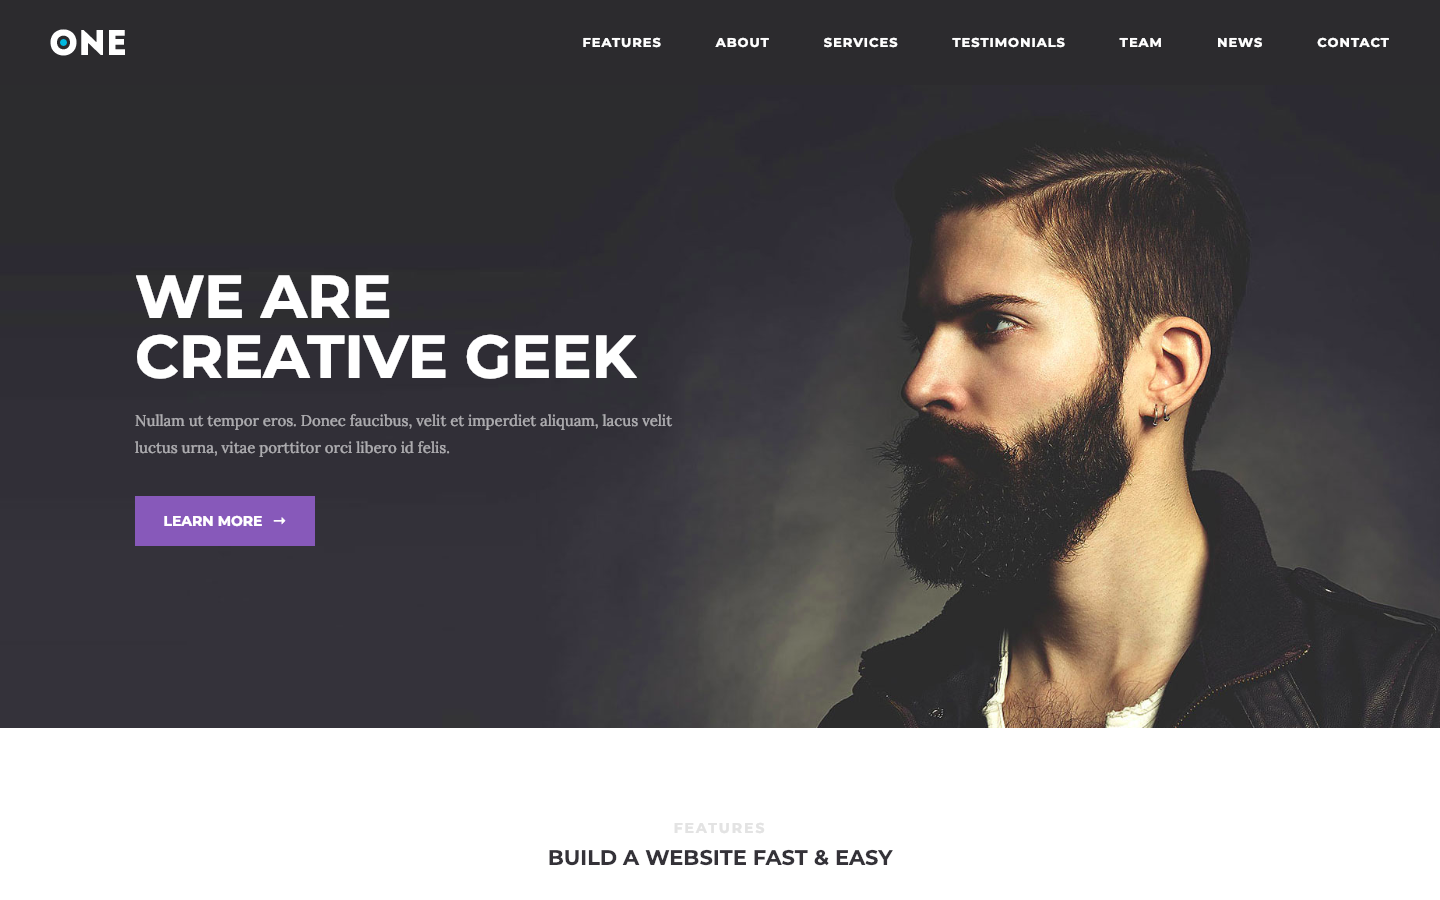 ONE
FEATURES ABOUT SERVICES TESTIMONIALS TEAM NEWS CONTACT
WE ARE
CREATIVE GEEK
Nullam ut tempor eros. Donec faucibus, velit et imperdiet aliquam, lacus velit
luctus urna, vitae porttitor orci libero id felis.
LEARN MORE →
FEATURES
BUILD A WEBSITE FAST & EASY